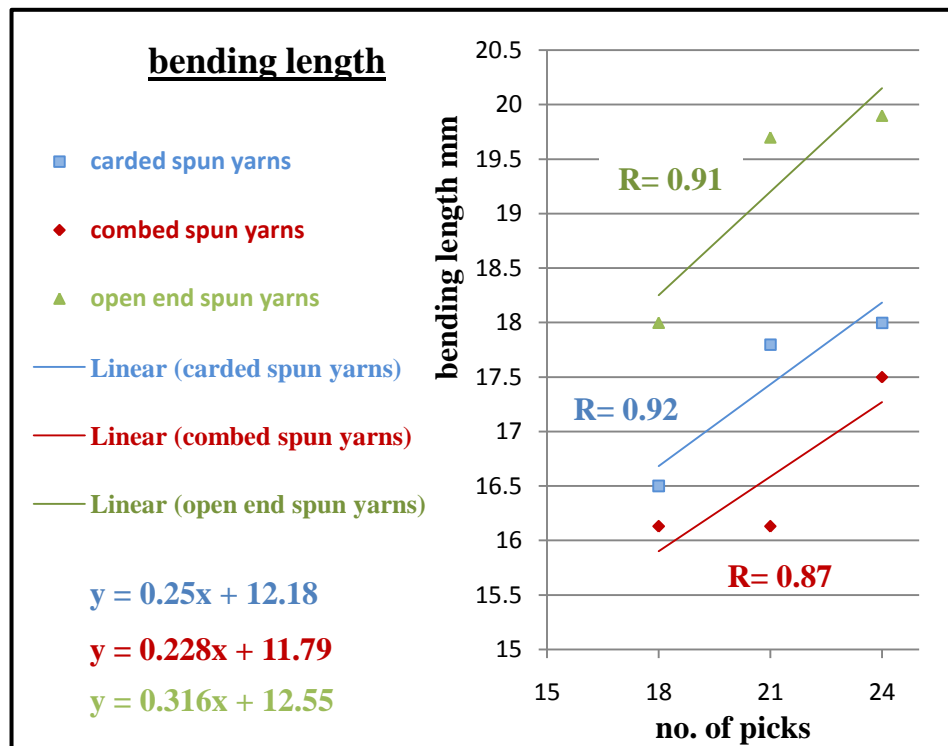 bending length
carded spun yarns
combed spun yarns
open end spun yarns
Linear (carded spun yarns)
Linear (combed spun yarns)
Linear (open end spun yarns)
y = 0.25x + 12.18
y = 0.228x + 11.79
y = 0.316x + 12.55
bending length mm
20.5
20
19.5
19
18.5
18
17.5
17
16.5
16
15.5
15
R= 0.91
R= 0.92
R= 0.87
15 18 21 24
no. of picks